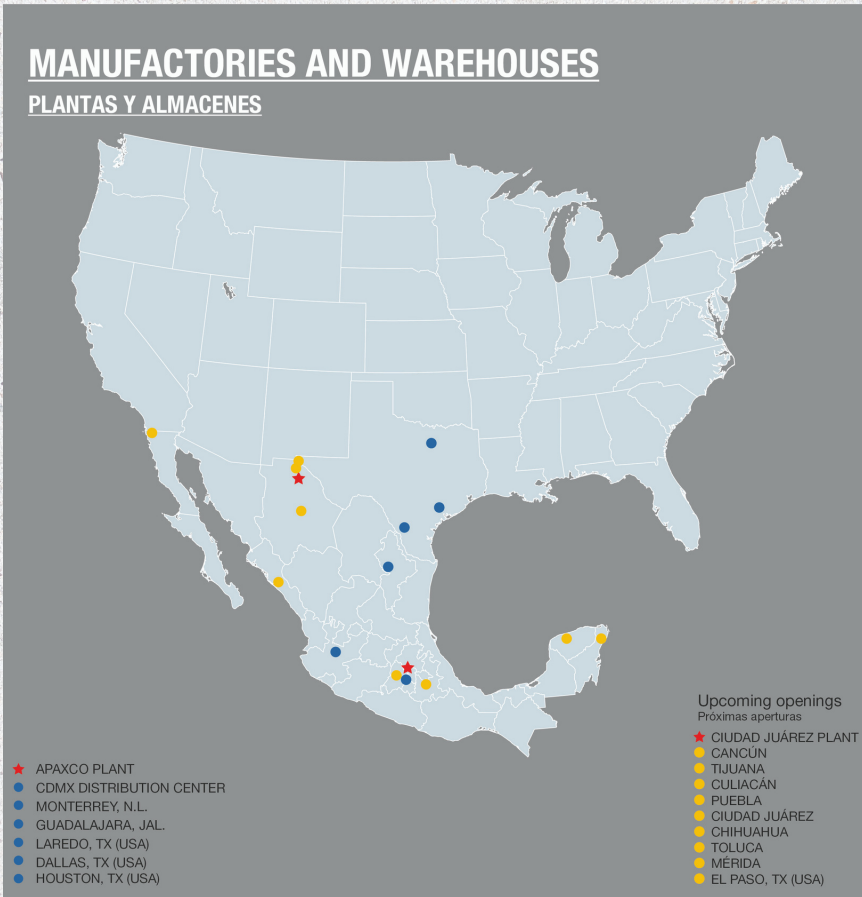 MANUFACTORIES AND WAREHOUSES
PLANTAS Y ALMACENES
APAXCO PLANT
CDMX DISTRIBUTION CENTER
MONTERREY, N.L.
GUADALAJARA, JAL.
LAREDO, TX (USA)
DALLAS, TX (USA)
HOUSTON, TX (USA)
Upcoming openings
Próximas aperturas
CIUDAD JUÁREZ PLANT
CANCÚN
TIJUANA
CULIACÁN
PUEBLA
CIUDAD JUÁREZ
CHIHUAHUA
TOLUCA
MÉRIDA
EL PASO, TX (USA)